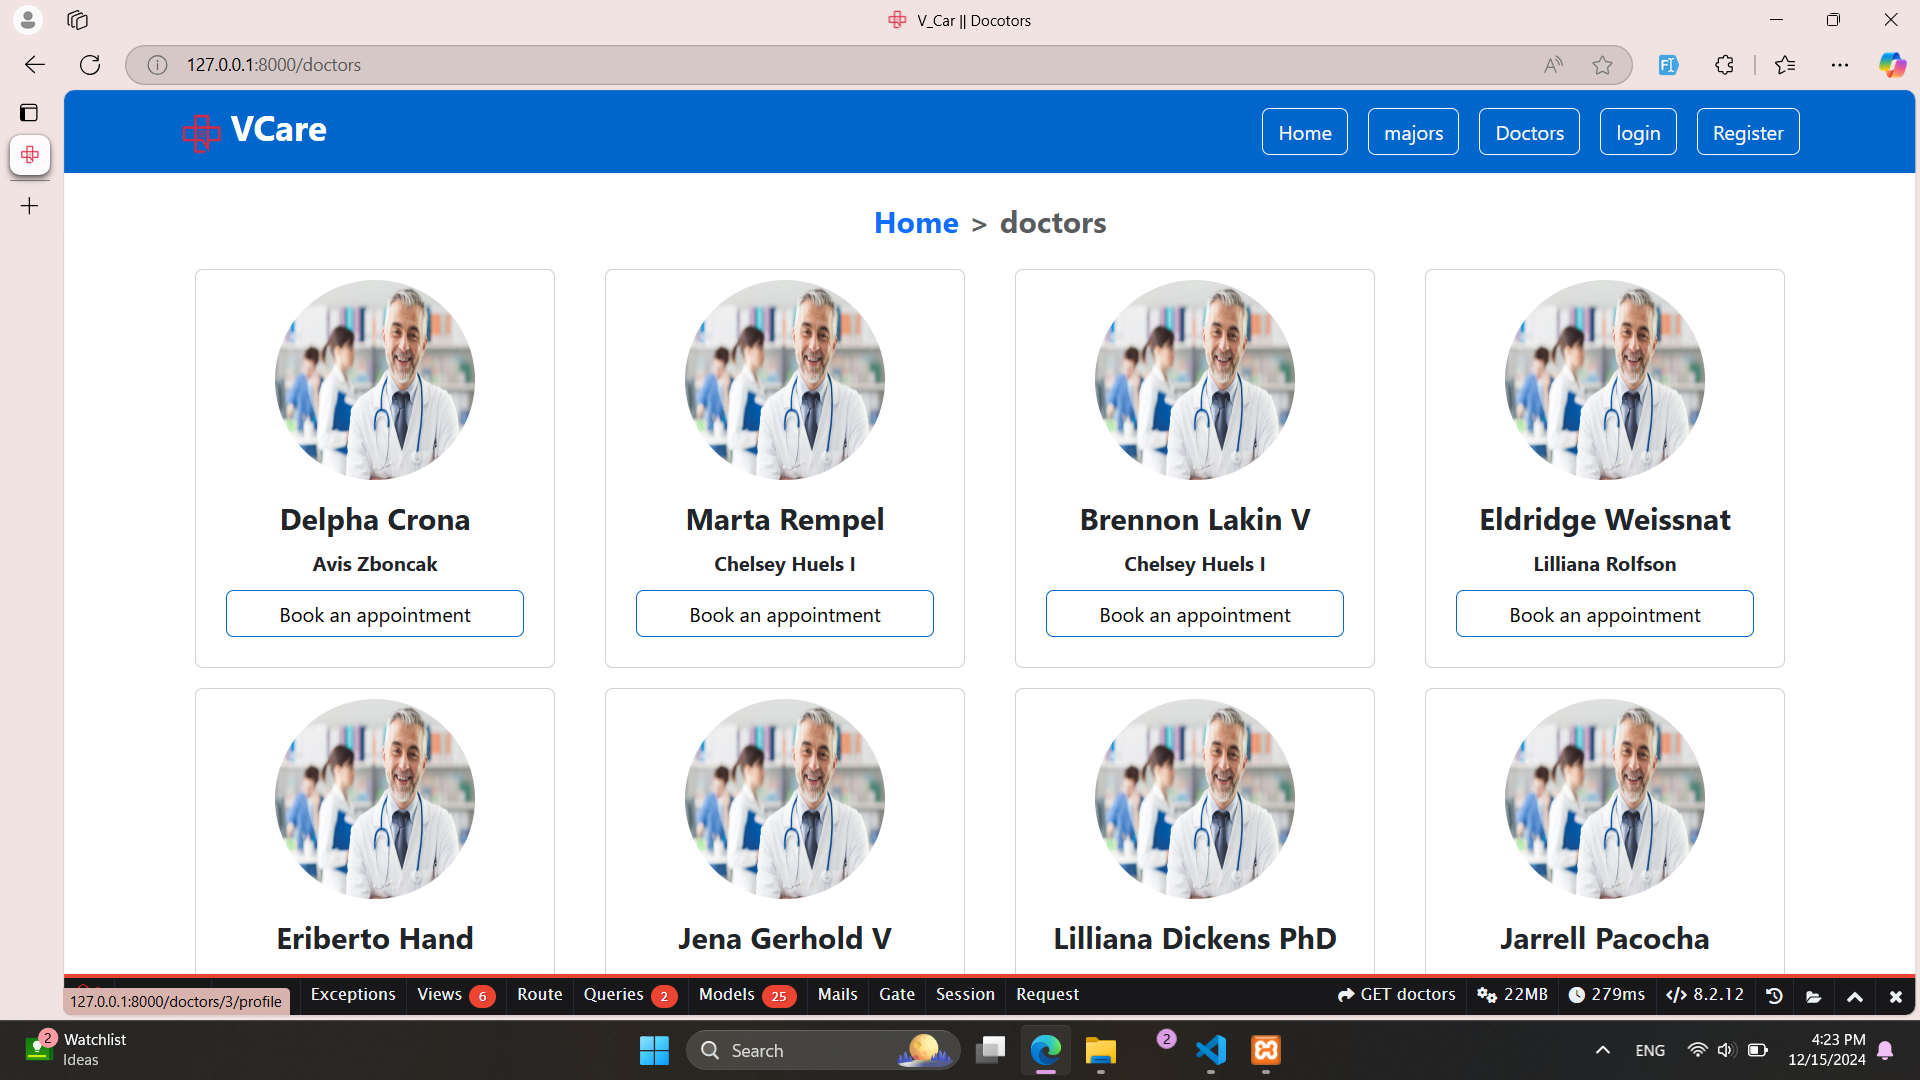 V_Car || Docotors
127.0.0.1:8000/doctors
VCare
Home
majors
Doctors
login
Register
Home > doctors
Delpha Crona
Avis Zboncak
Book an appointment
Marta Rempel
Chelsey Huels I
Book an appointment
Brennon Lakin V
Chelsey Huels I
Book an appointment
Eldridge Weissnat
Lilliana Rolfson
Book an appointment
Eriberto Hand
Jena Gerhold V
Lilliana Dickens PhD
Jarrell Pacocha
127.0.0.1:8000/doctors/3/profile
Exceptions
Views 6
Route
Queries 2
Models 25
Mails
Gate
Session
Request
GET doctors
22MB
279ms
8.2.12
2
Watchlist
Ideas
Search
2
ENG
4:23 PM
12/15/2024